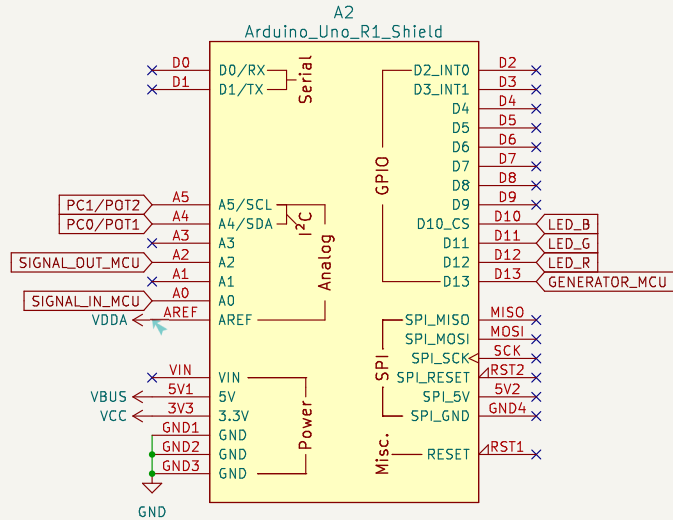 A2
Arduino_Uno_R1_Shield
D0 D0/RX
D1 D1/TX
Serial
D2_INT0 D2
D3_INT1 D3
D4 D4
D5 D5
D6 D6
D7 D7
D8 D8
D9 D9
GPIO
PC1/POT2 A5 A5/SCL
PC0/POT1 A4 A4/SDA
I²C
A3 A3
SIGNAL_OUT_MCU A2 A2
A1 A1
SIGNAL_IN_MCU A0 A0
VDDA AREF AREF
Analog
D10_CS D10 LED_B
D11 D11 LED_G
D12 D12 LED_R
D13 D13 GENERATOR_MCU
SPI_MISO MISO
SPI_MOSI MOSI
SPI_SCK SCK
SPI_RESET RST2
SPI_5V 5V2
SPI_GND GND4
SPI
VIN VIN
VBUS 5V1 5V
VCC 3V3 3.3V
GND1 GND
GND2 GND
GND3 GND
Power
Misc.
RESET RST1
GND